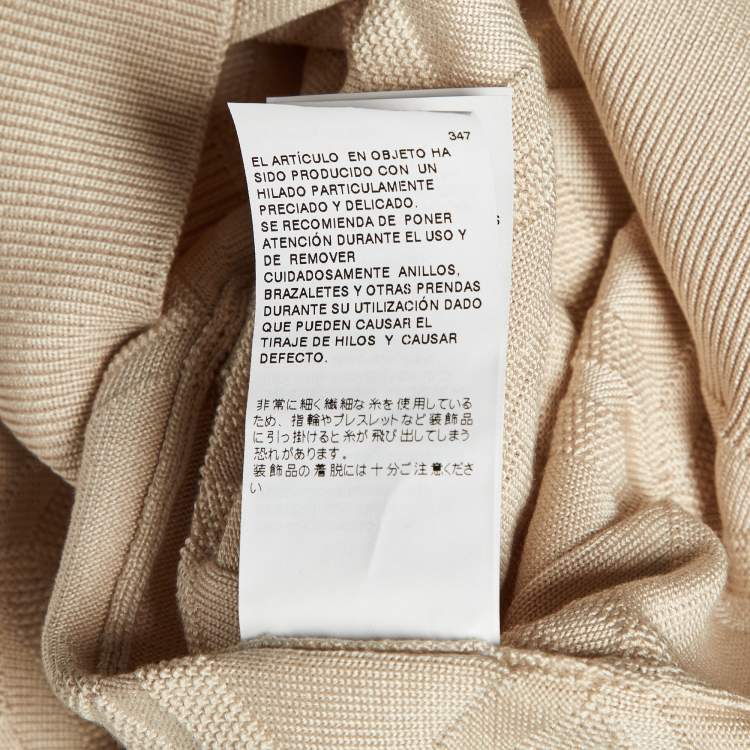 347
EL ARTÍCULO EN OBJETO HA
SIDO PRODUCIDO CON UN
HILADO PARTICULARMENTE
PRECIADO Y DELICADO.
SE RECOMIENDA DE PONER
ATENCIÓN DURANTE EL USO Y
DE REMOVER
CUIDADOSAMENTE ANILLOS,
BRAZALETES Y OTRAS PRENDAS
DURANTE SU UTILIZACIÓN DADO
QUE PUEDEN CAUSAR EL
TIRAJE DE HILOS Y CAUSAR
DEFECTO.
非常に細く繊細な糸を使用している
ため、指輪やブレスレットなど装飾品
に引っ掛けると糸が飛び出してしまう
恐れがあります。
装飾品の着脱には十分ご注意くださ
い